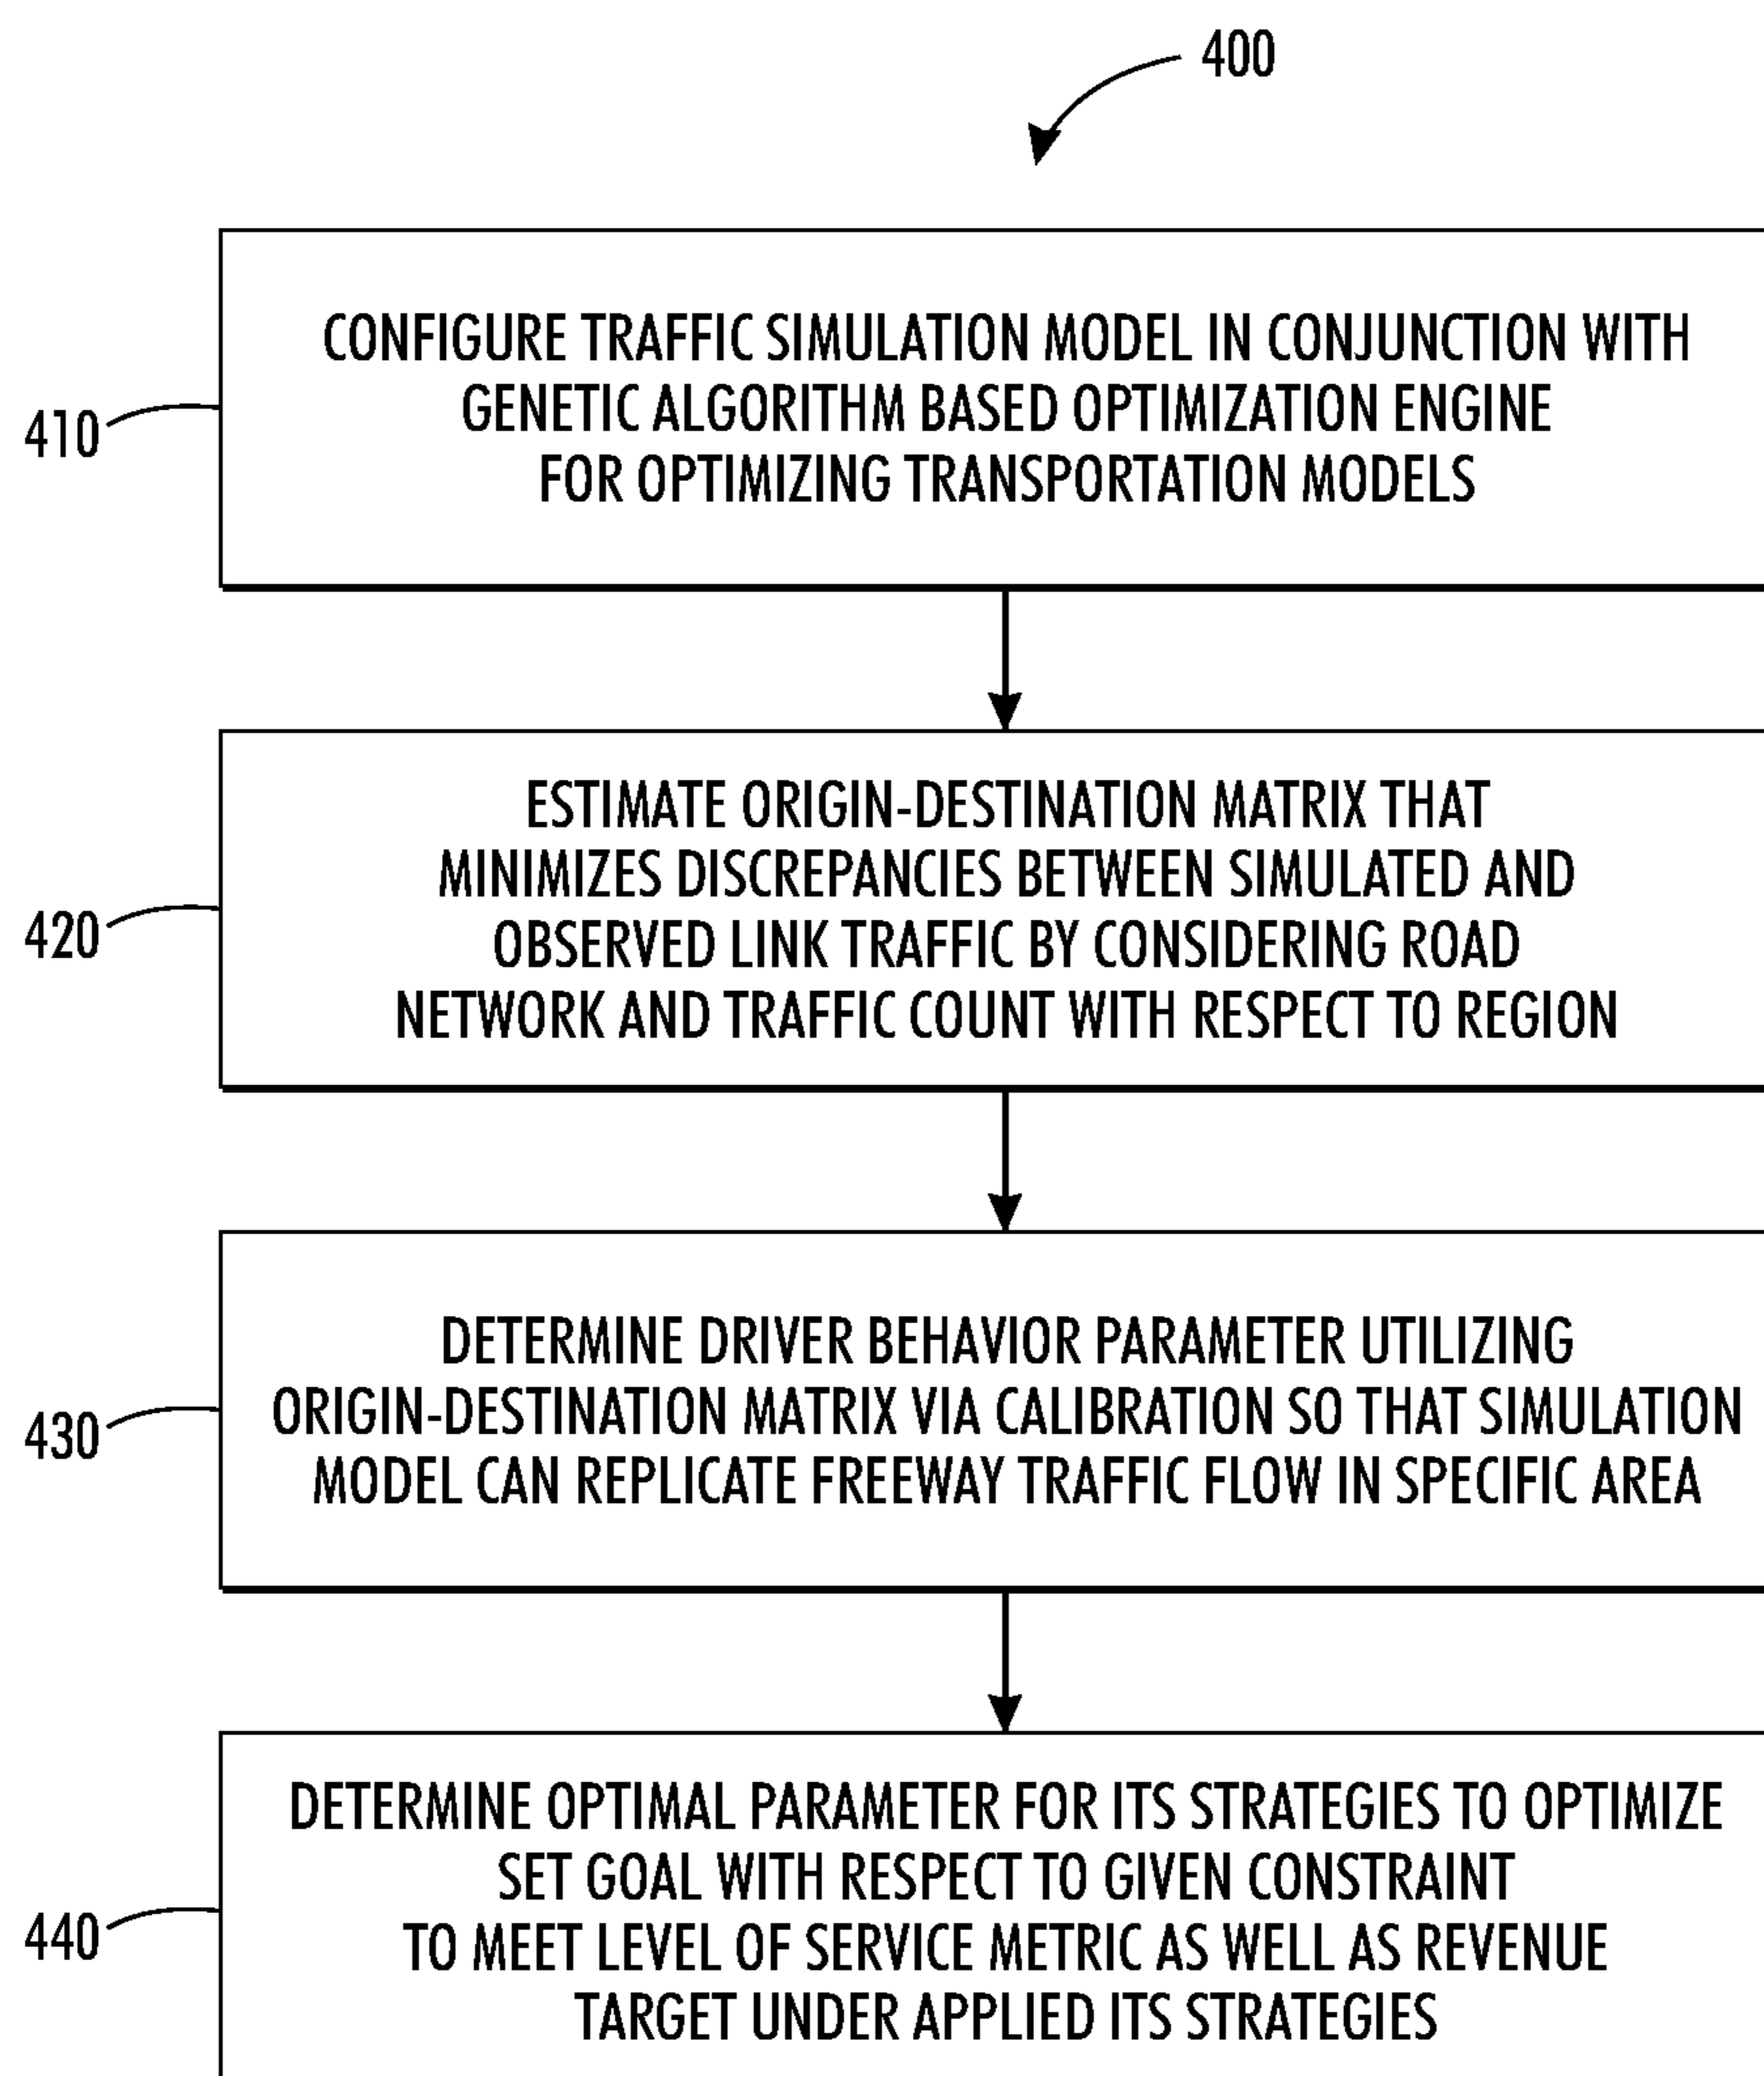 400
CONFIGURE TRAFFIC SIMULATION MODEL IN CONJUNCTION WITH
GENETIC ALGORITHM BASED OPTIMIZATION ENGINE
FOR OPTIMIZING TRANSPORTATION MODELS
410
ESTIMATE ORIGIN-DESTINATION MATRIX THAT
MINIMIZES DISCREPANCIES BETWEEN SIMULATED AND
OBSERVED LINK TRAFFIC BY CONSIDERING ROAD
NETWORK AND TRAFFIC COUNT WITH RESPECT TO REGION
420
DETERMINE DRIVER BEHAVIOR PARAMETER UTILIZING
ORIGIN-DESTINATION MATRIX VIA CALIBRATION SO THAT SIMULATION
MODEL CAN REPLICATE FREEWAY TRAFFIC FLOW IN SPECIFIC AREA
430
DETERMINE OPTIMAL PARAMETER FOR ITS STRATEGIES TO OPTIMIZE
SET GOAL WITH RESPECT TO GIVEN CONSTRAINT
TO MEET LEVEL OF SERVICE METRIC AS WELL AS REVENUE
TARGET UNDER APPLIED ITS STRATEGIES
440